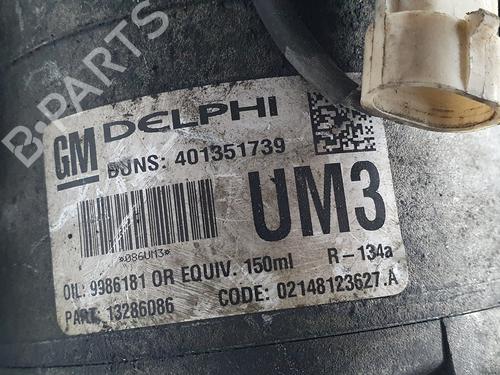 B-PARTS
GM DELPHI
DUNS: 401351739
UM3
*086UM3*
OIL: 9986181 OR EQUIV. 150ml R-134a
PART. 13286086 CODE: 02148123627.A